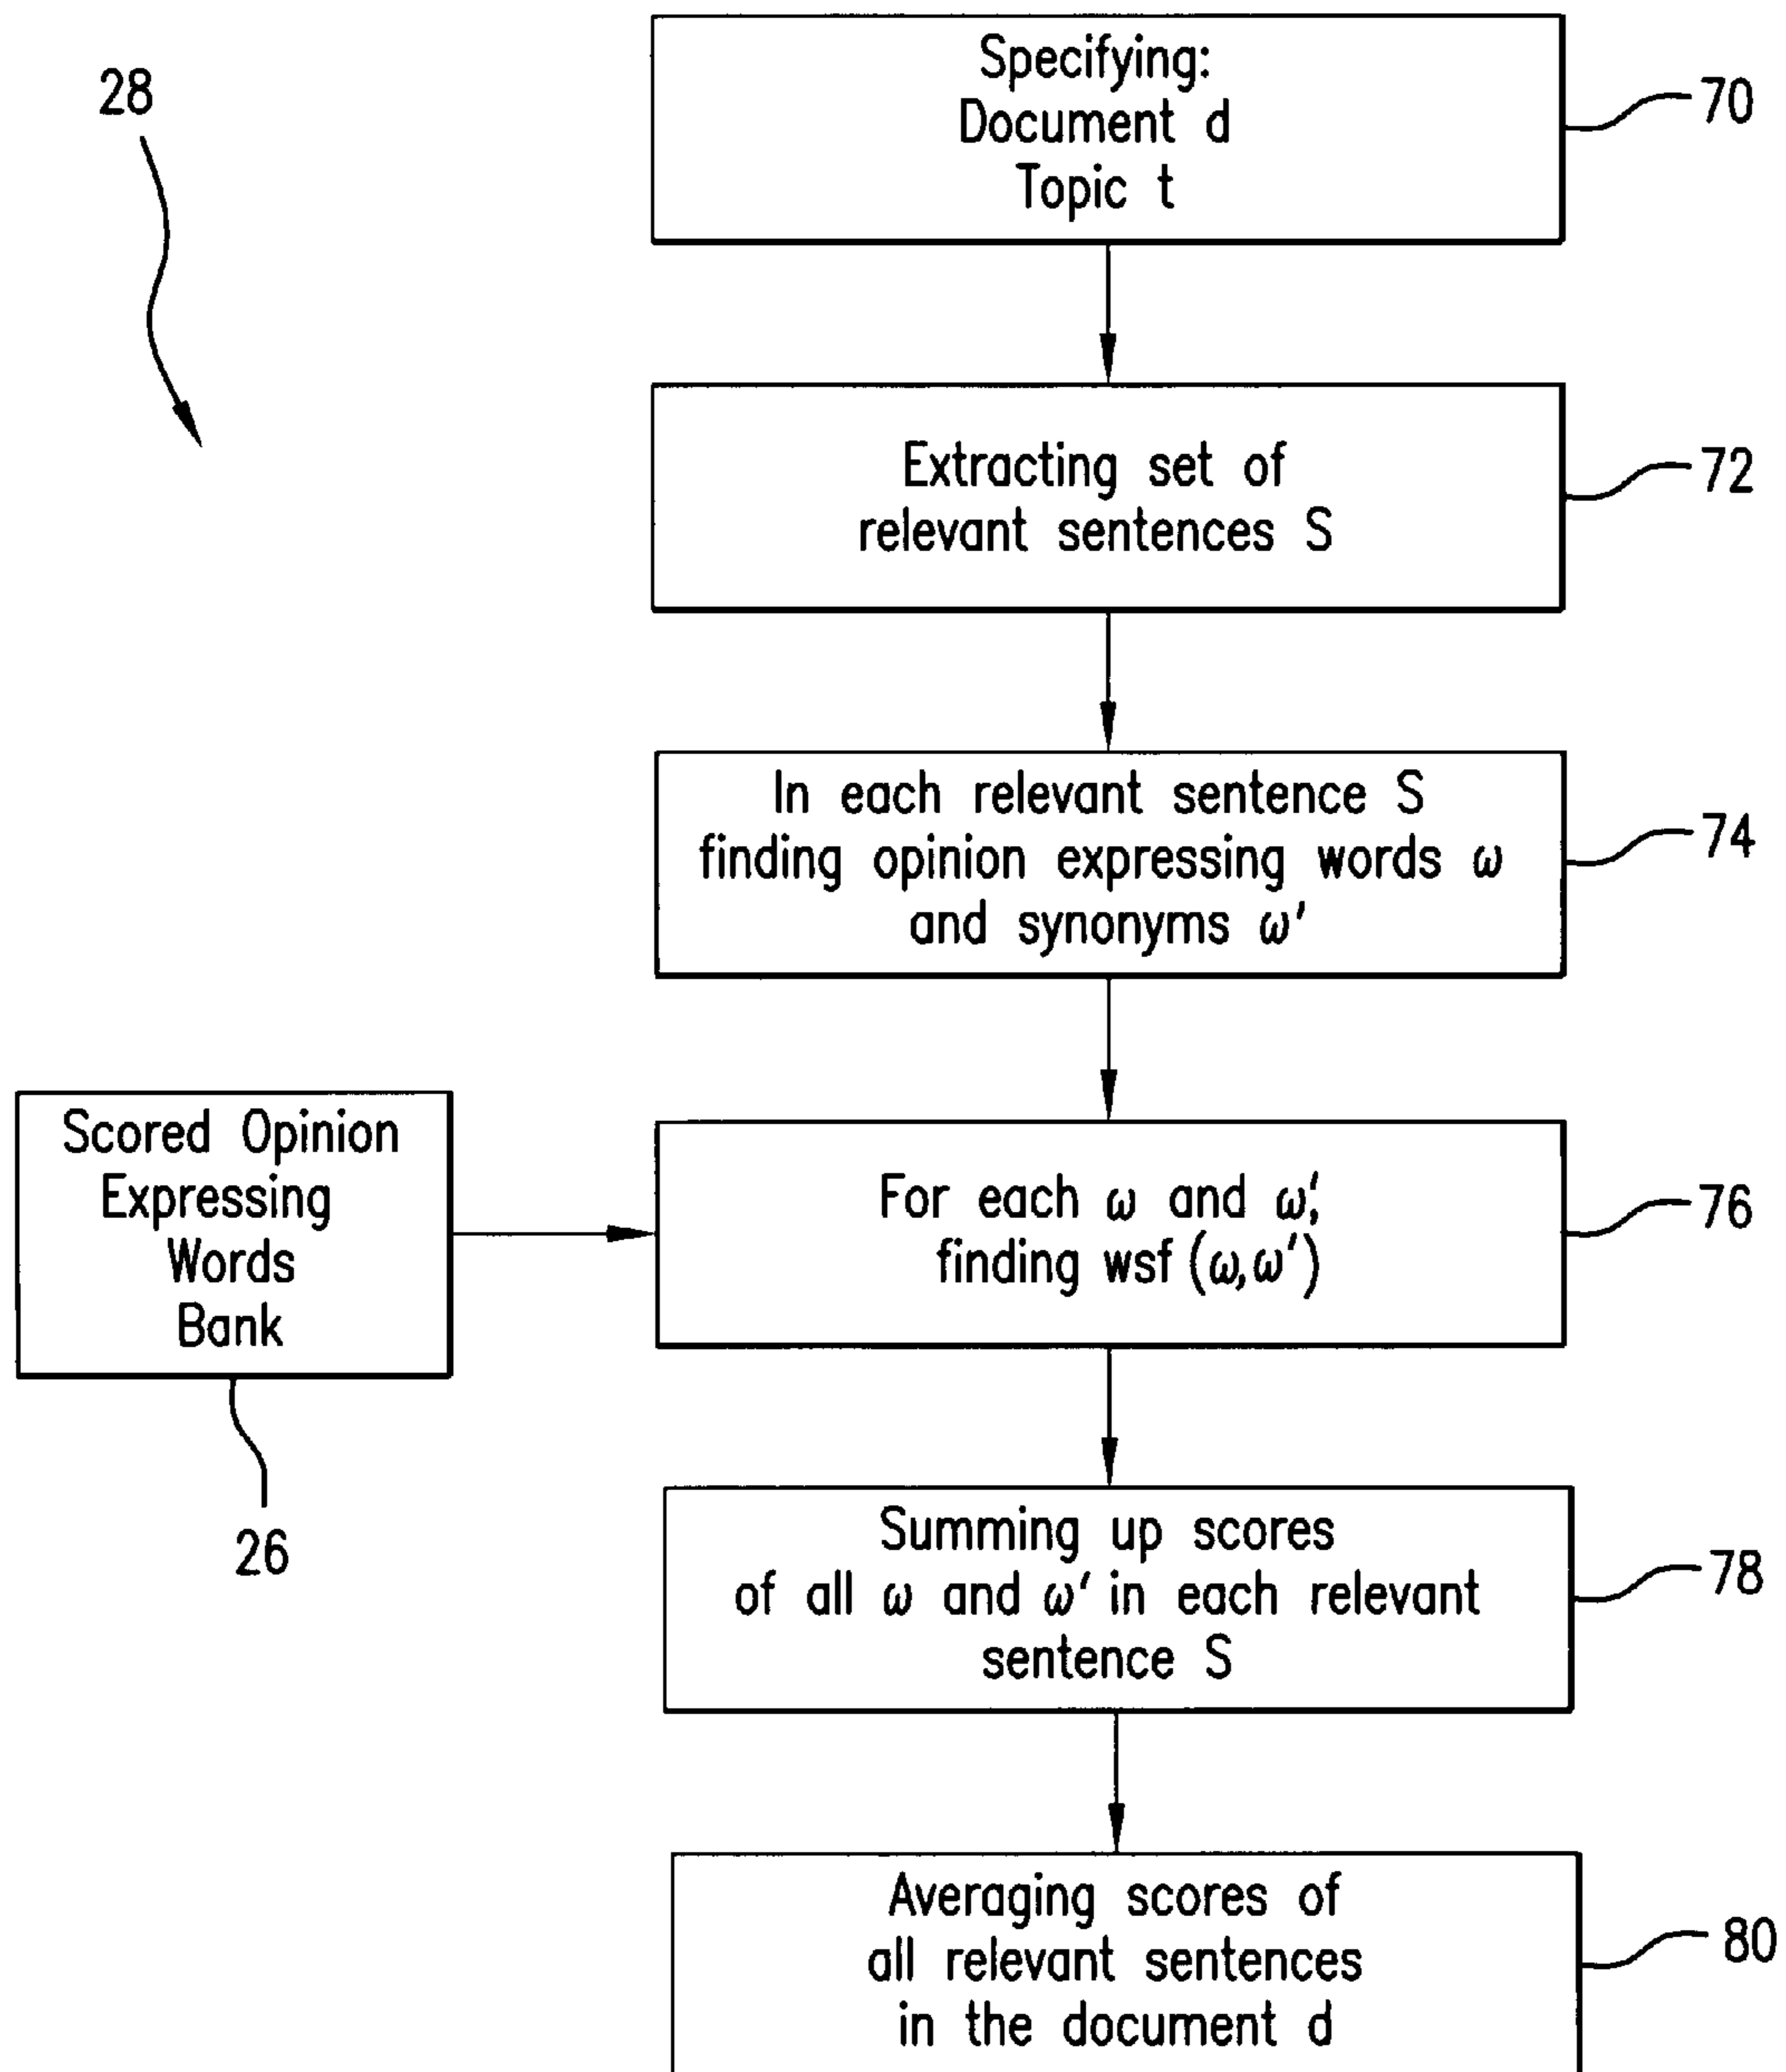 28
Specifying:
Document d
Topic t
70
Extracting set of
relevant sentences S
72
In each relevant sentence S
finding opinion expressing words ω
and synonyms ω'
74
Scored Opinion
Expressing
Words
Bank
26
For each ω and ω',
finding wsf (ω,ω')
76
Summing up scores
of all ω and ω' in each relevant
sentence S
78
Averaging scores of
all relevant sentences
in the document d
80